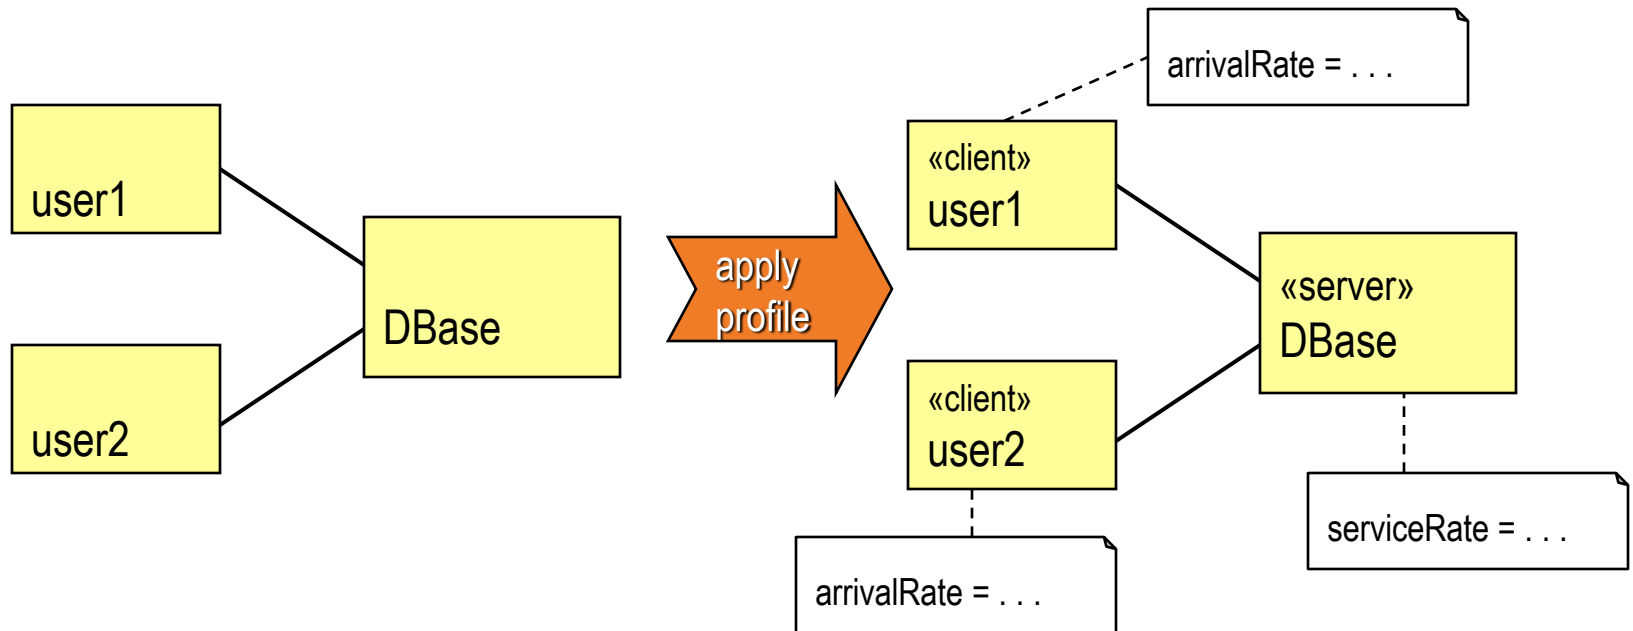 user1
user2
DBase
apply
profile
arrivalRate = . . .
«client»
user1
«server»
DBase
«client»
user2
serviceRate = . . .
arrivalRate = . . .